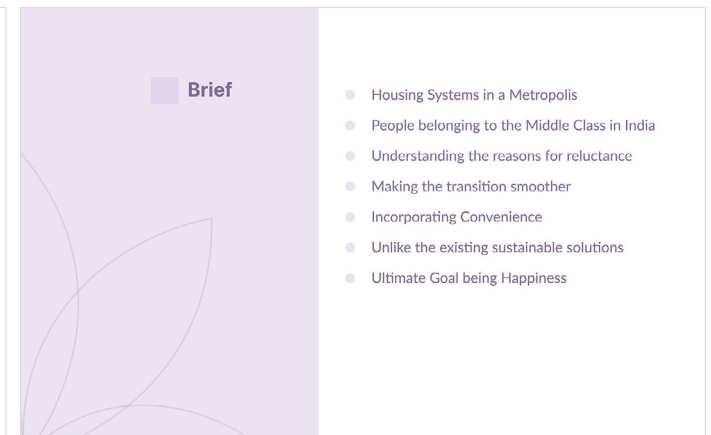 Brief
Housing Systems in a Metropolis
People belonging to the Middle Class in India
Understanding the reasons for reluctance
Making the transition smoother
Incorporating Convenience
Unlike the existing sustainable solutions
Ultimate Goal being Happiness